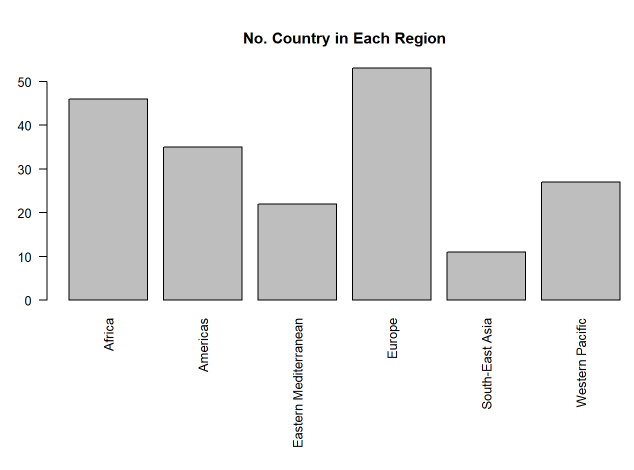 No. Country in Each Region
50
40
30
20
10
0
Africa
Americas
Eastern Mediterranean
Europe
South-East Asia
Western Pacific